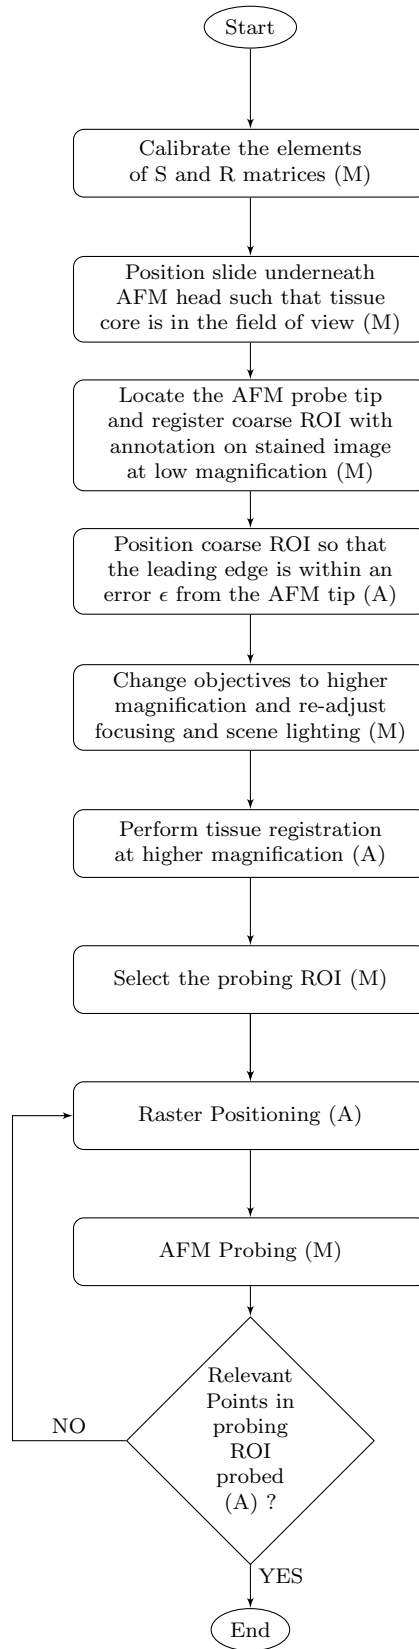 Start
Calibrate the elements
of S and R matrices (M)
Position slide underneath
AFM head such that tissue
core is in the field of view (M)
Locate the AFM probe tip
and register coarse ROI with
annotation on stained image
at low magnification (M)
Position coarse ROI so that
the leading edge is within an
error ϵ from the AFM tip (A)
Change objectives to higher
magnification and re-adjust
focusing and scene lighting (M)
Perform tissue registration
at higher magnification (A)
Select the probing ROI (M)
Raster Positioning (A)
AFM Probing (M)
Relevant
Points in
probing
ROI
probed
(A) ?
NO
YES
End